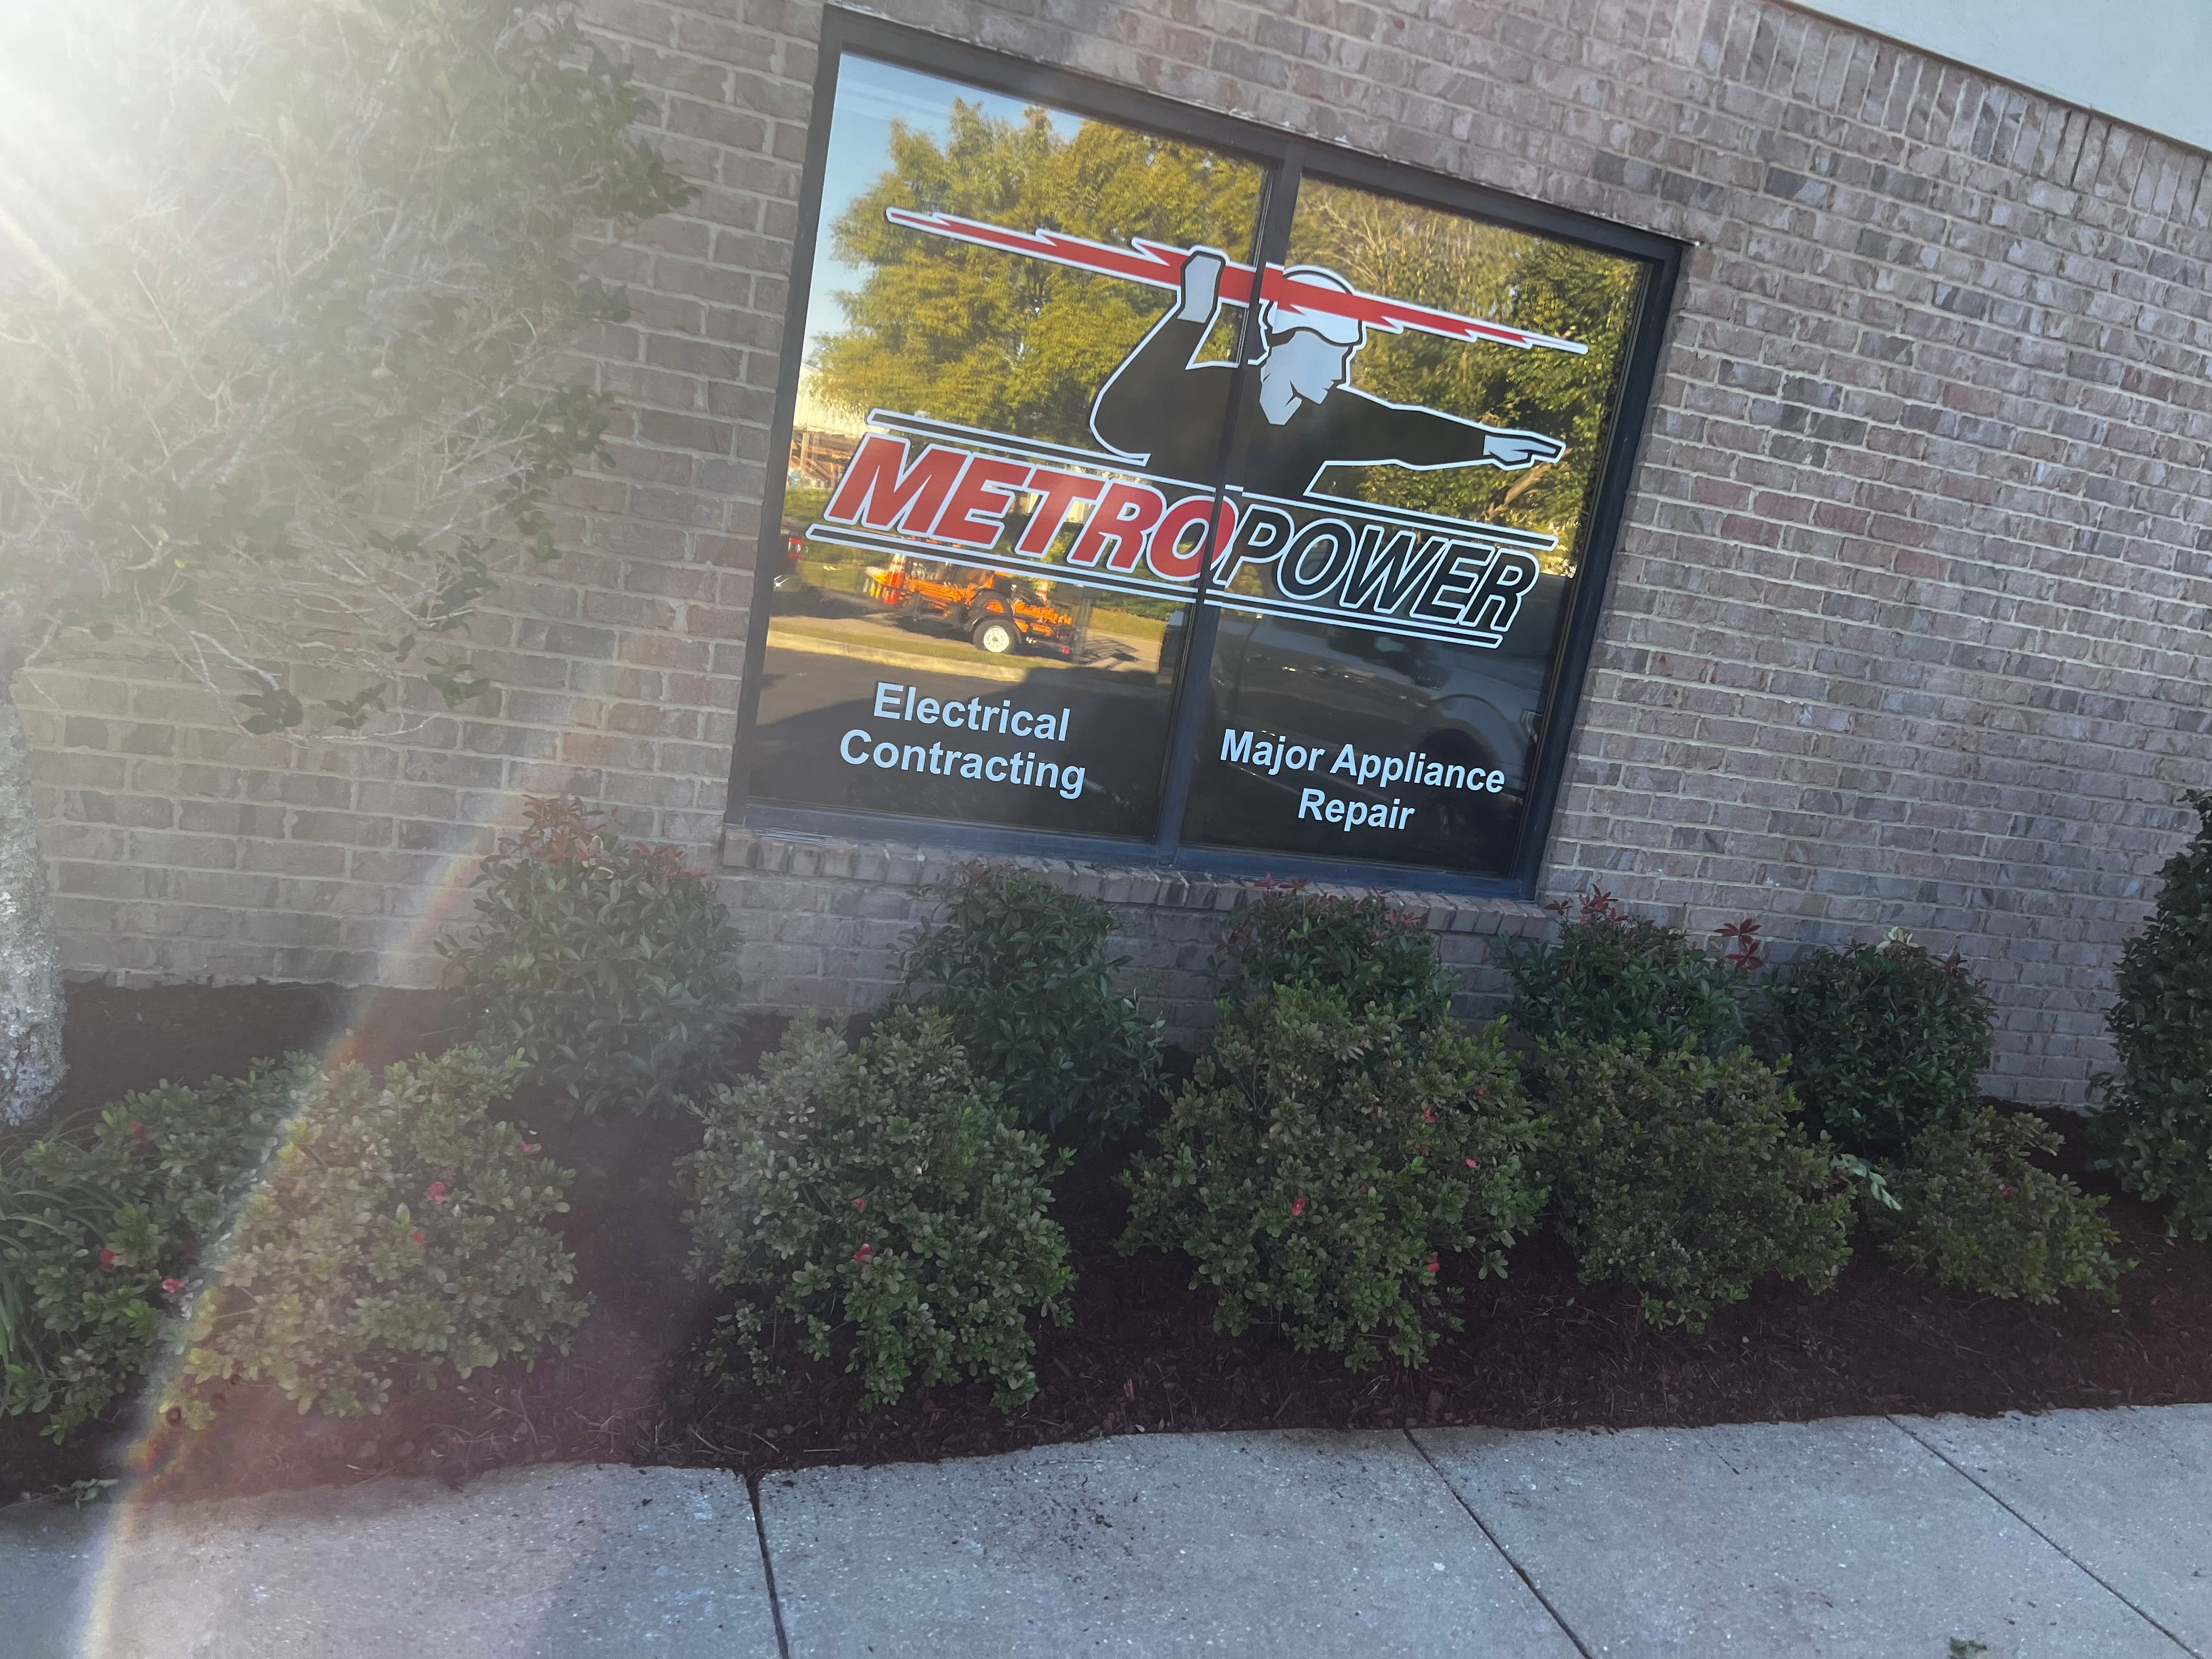 METROPOWER
Electrical
Contracting
Major Appliance
Repair